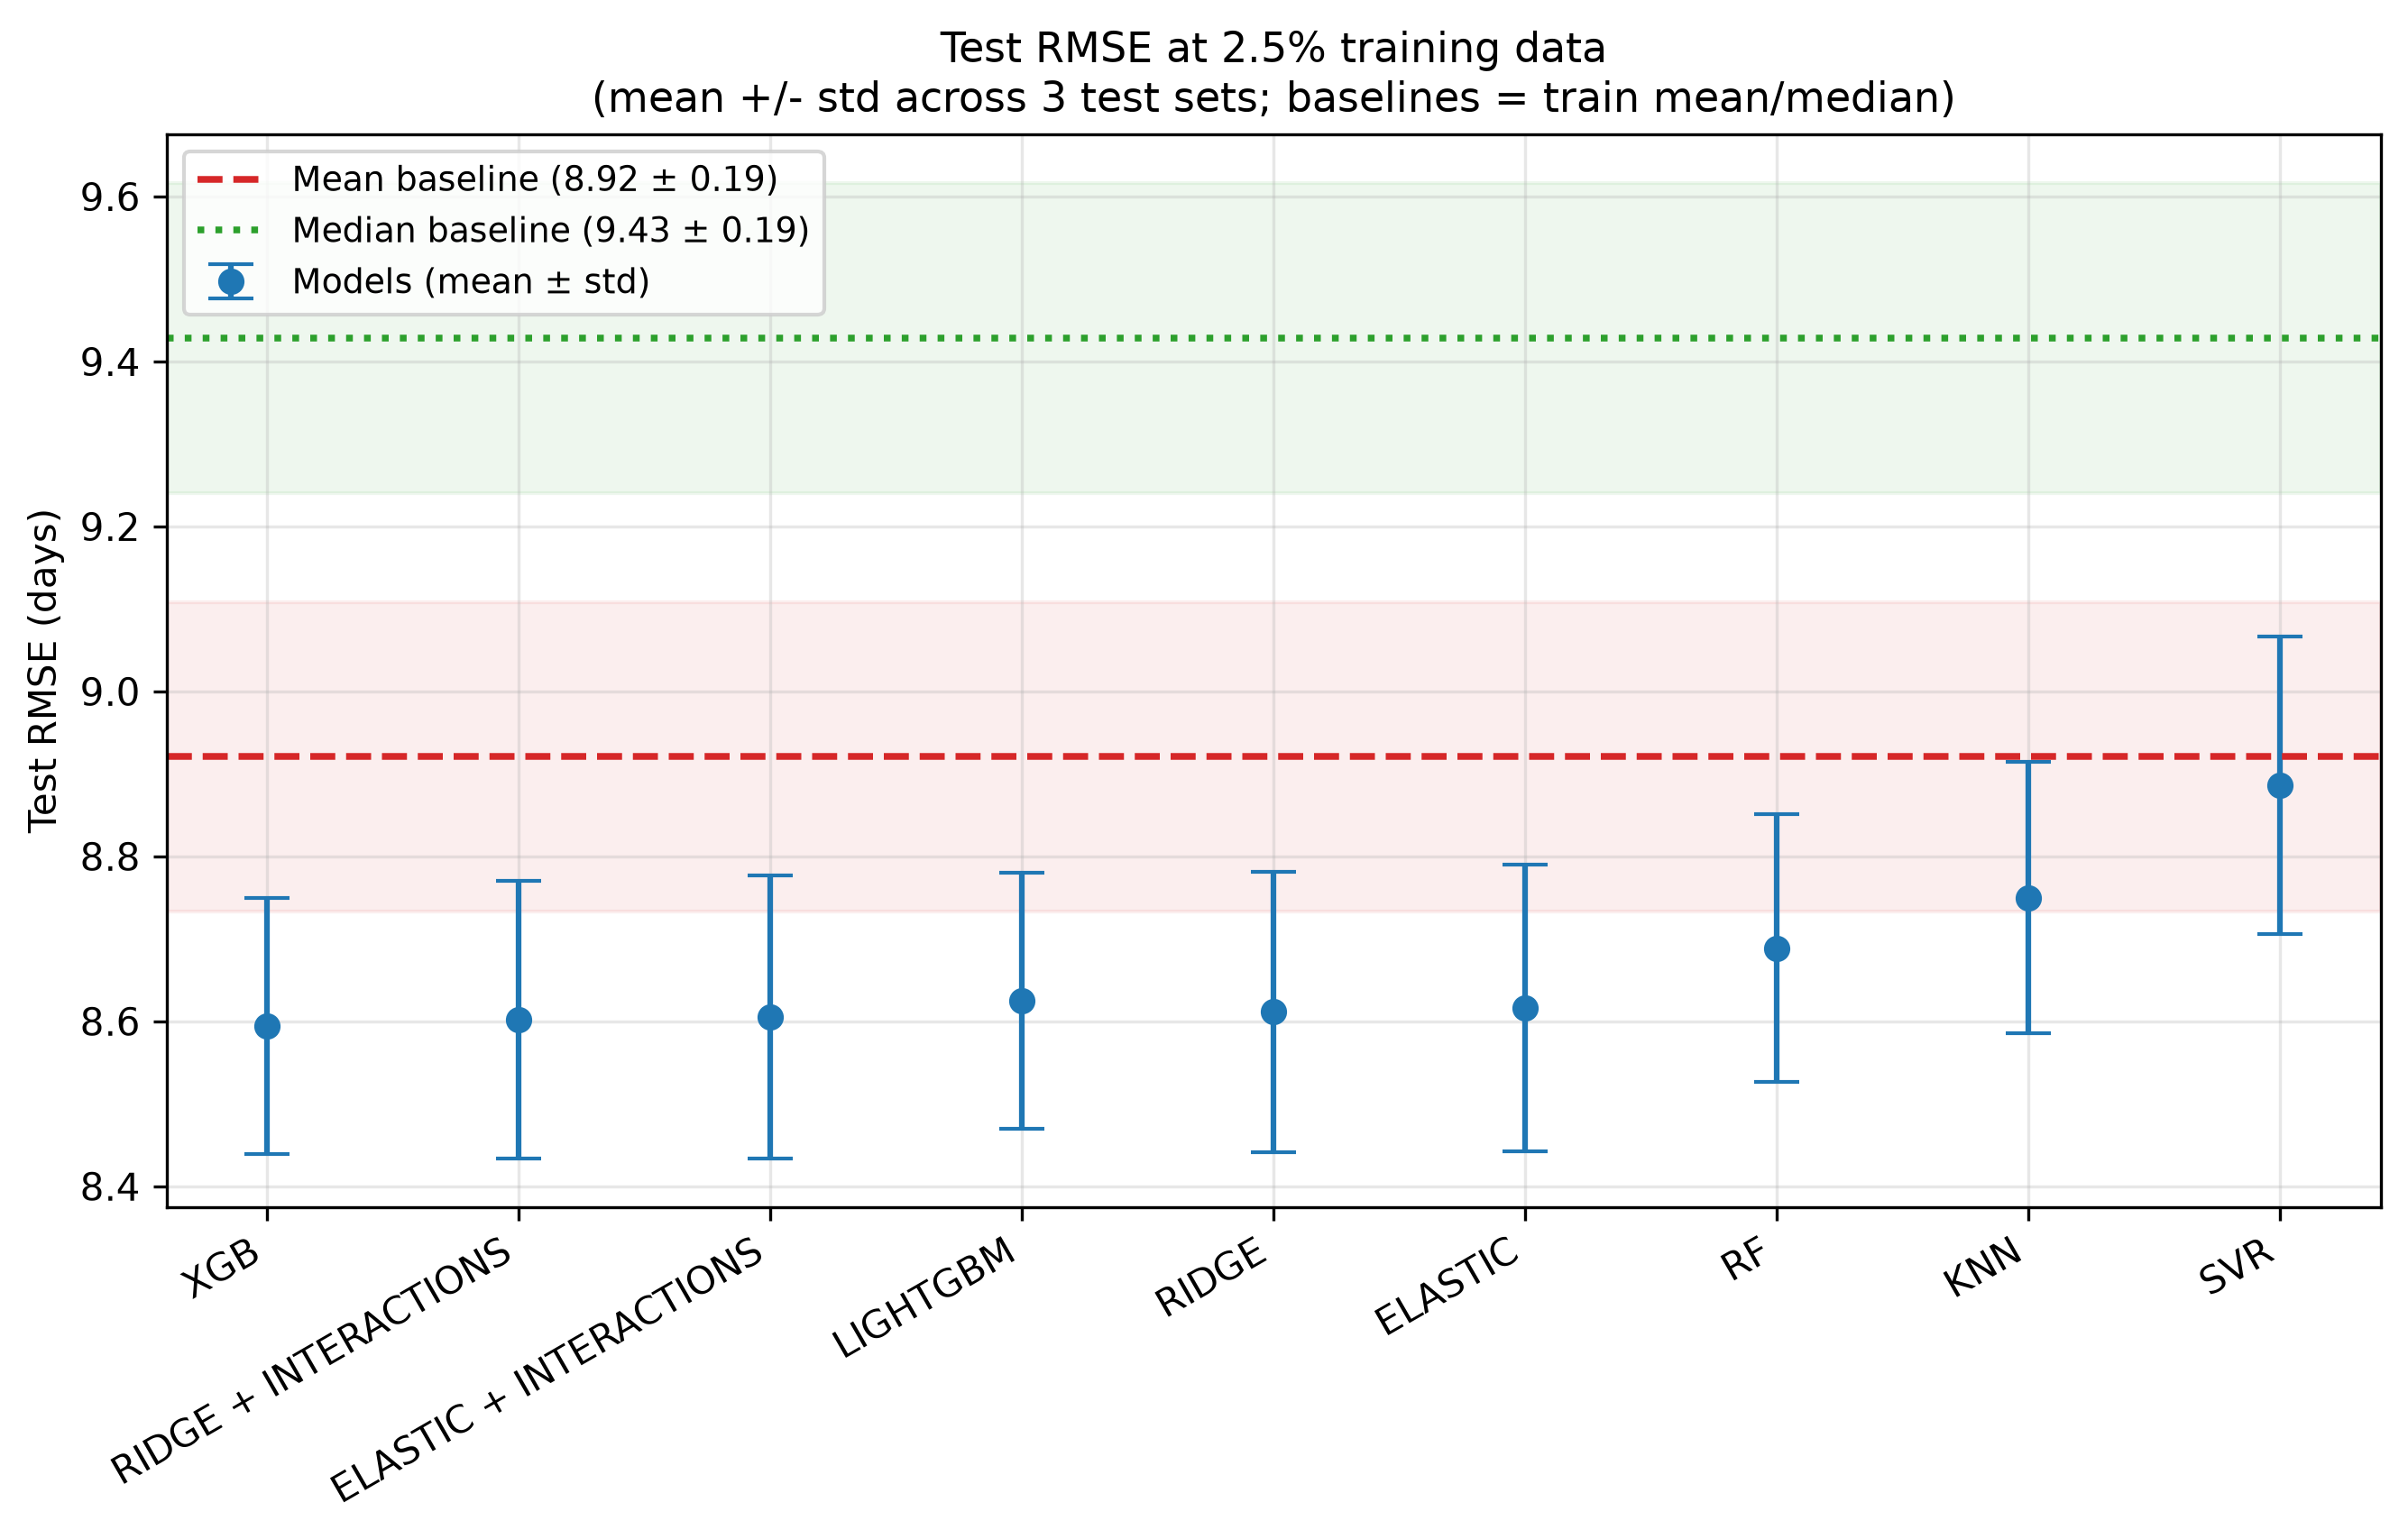 Test RMSE at 2.5% training data
(mean +/- std across 3 test sets; baselines = train mean/median)
Mean baseline (8.92 ± 0.19)
Median baseline (9.43 ± 0.19)
Models (mean ± std)
Test RMSE (days)
9.6
9.4
9.2
9.0
8.8
8.6
8.4
XGB
RIDGE + INTERACTIONS
ELASTIC + INTERACTIONS
LIGHTGBM
RIDGE
ELASTIC
RF
KNN
SVR